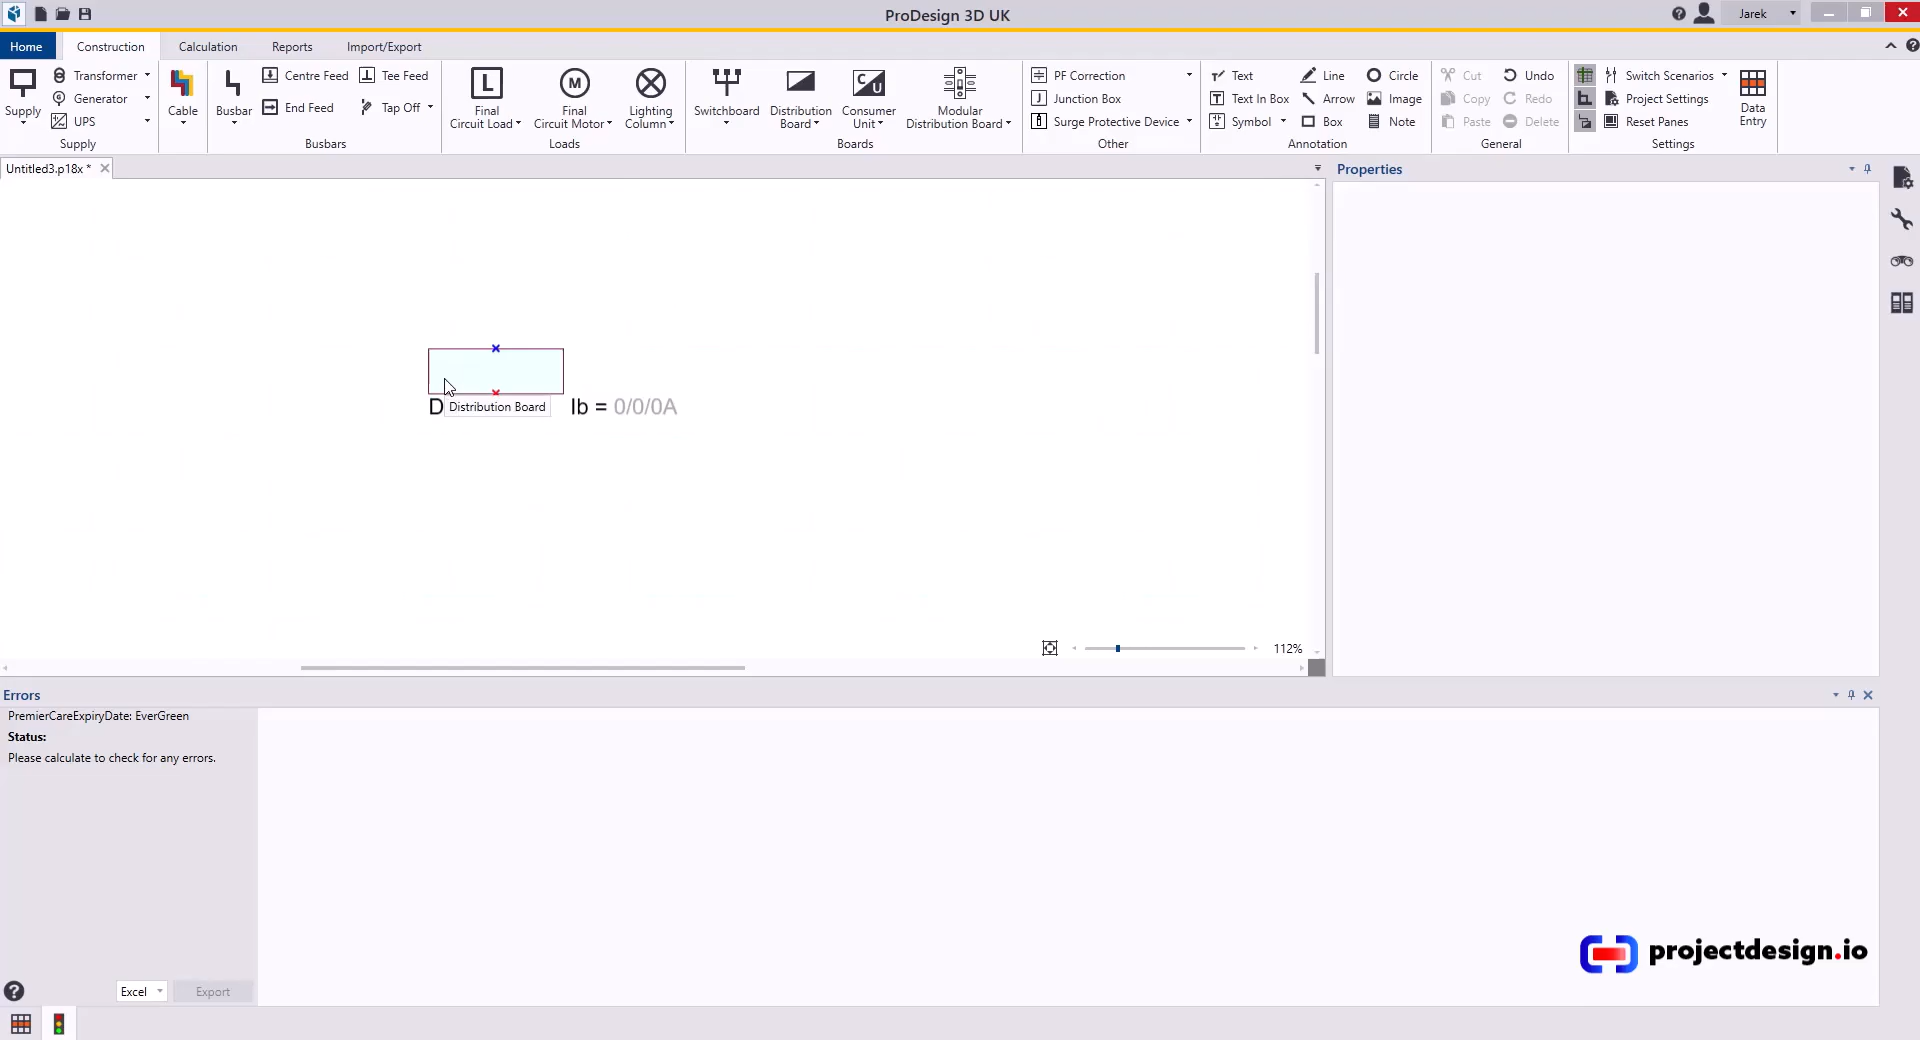 ProDesign 3D UK
Jarek
Home Construction Calculation Reports Import/Export
Supply
Transformer
Generator
UPS
Supply
Cable
Busbar
Centre Feed
End Feed
Tee Feed
Tap Off
Busbars
Final Circuit Load
Final Circuit Motor
Lighting Column
Loads
Switchboard
Distribution Board
Consumer Unit
Modular Distribution Board
Boards
PF Correction
Junction Box
Surge Protective Device
Other
Text
Text In Box
Symbol
Line
Arrow
Box
Circle
Image
Note
Annotation
Cut
Copy
Paste
Undo
Redo
Delete
General
Switch Scenarios
Project Settings
Reset Panes
Data Entry
Settings
Untitled3.p18x *
Properties
D
Distribution Board
Ib = 0/0/0A
112%
Errors
PremierCareExpiryDate: EverGreen
Status:
Please calculate to check for any errors.
Excel
Export
projectdesign.io